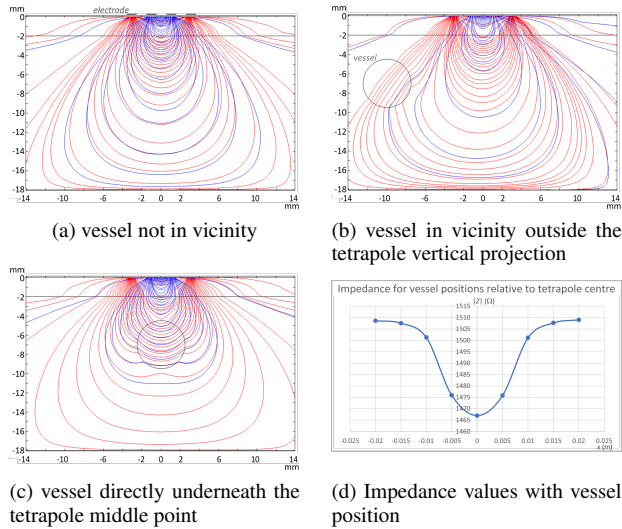 mm electrode mm
0 0
-2 -2
-4 -4
vessel
-6 -6
-8 -8
-10 -10
-12 -12
-14 -14
-16 -16
-18 -18
-14 -10 -6 -2 0 2 6 10 14 -14 -10 -6 -2 0 2 6 10 14
mm mm
(a) vessel not in vicinity
(b) vessel in vicinity outside the
tetrapole vertical projection
mm
0
-2
-4
-6
-8
-10
-12
-14
-16
-18
-14 -10 -6 -2 0 2 6 10 14
mm
Impedance for vessel positions relative to tetrapole centre
|Z| (Ω)
1515
1510
1505
1500
1495
1490
1485
1480
1475
1470
1465
1460
-0.025 -0.02 -0.015 -0.01 -0.005 0 0.005 0.01 0.015 0.02 0.025
x (m)
(c) vessel directly underneath the
tetrapole middle point
(d) Impedance values with vessel
position